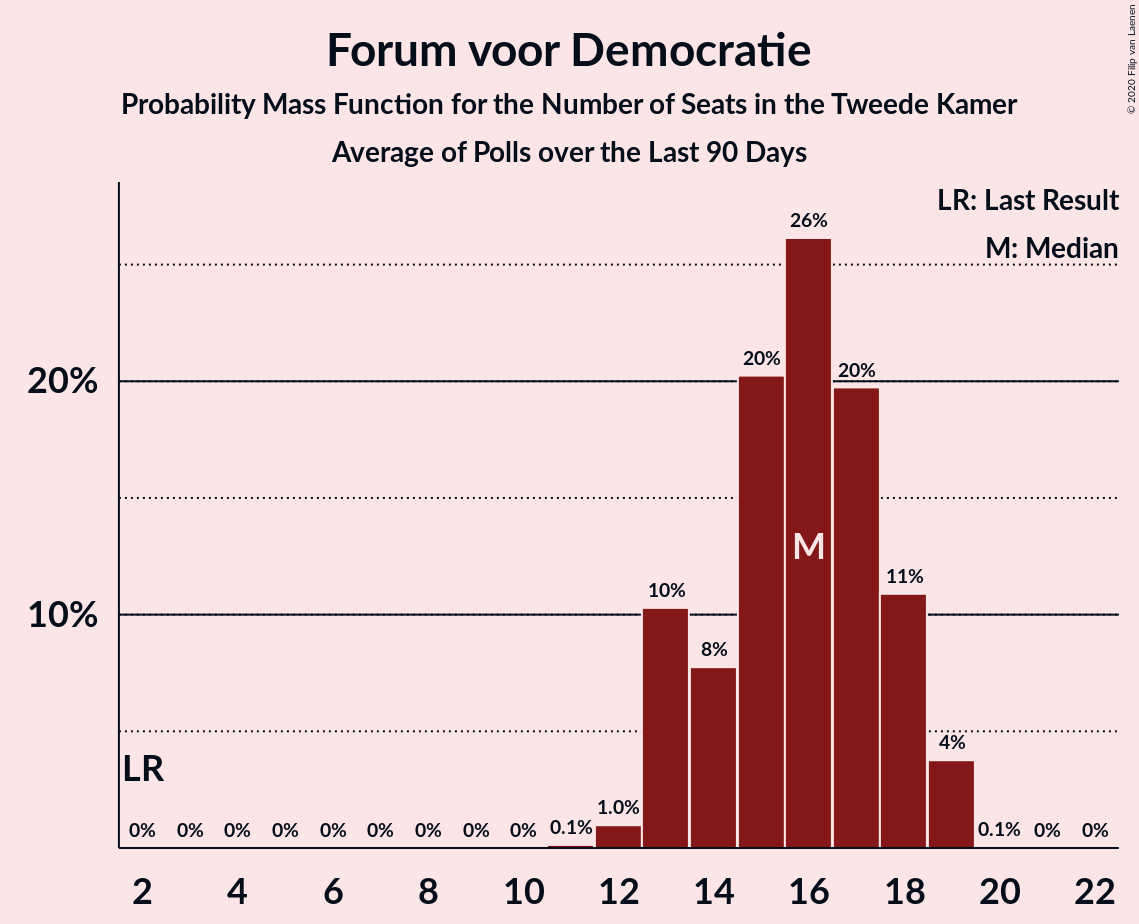 Forum voor Democratie
Probability Mass Function for the Number of Seats in the Tweede Kamer
Average of Polls over the Last 90 Days
© 2020 Filip van Laenen
LR: Last Result
M: Median
26%
20%
20%
20%
M
11%
10%
10%
8%
4%
LR
0%
0%
0%
0%
0%
0%
0%
0%
0%
0.1%
1.0%
0.1%
0%
0%
2 4 6 8 10 12 14 16 18 20 22